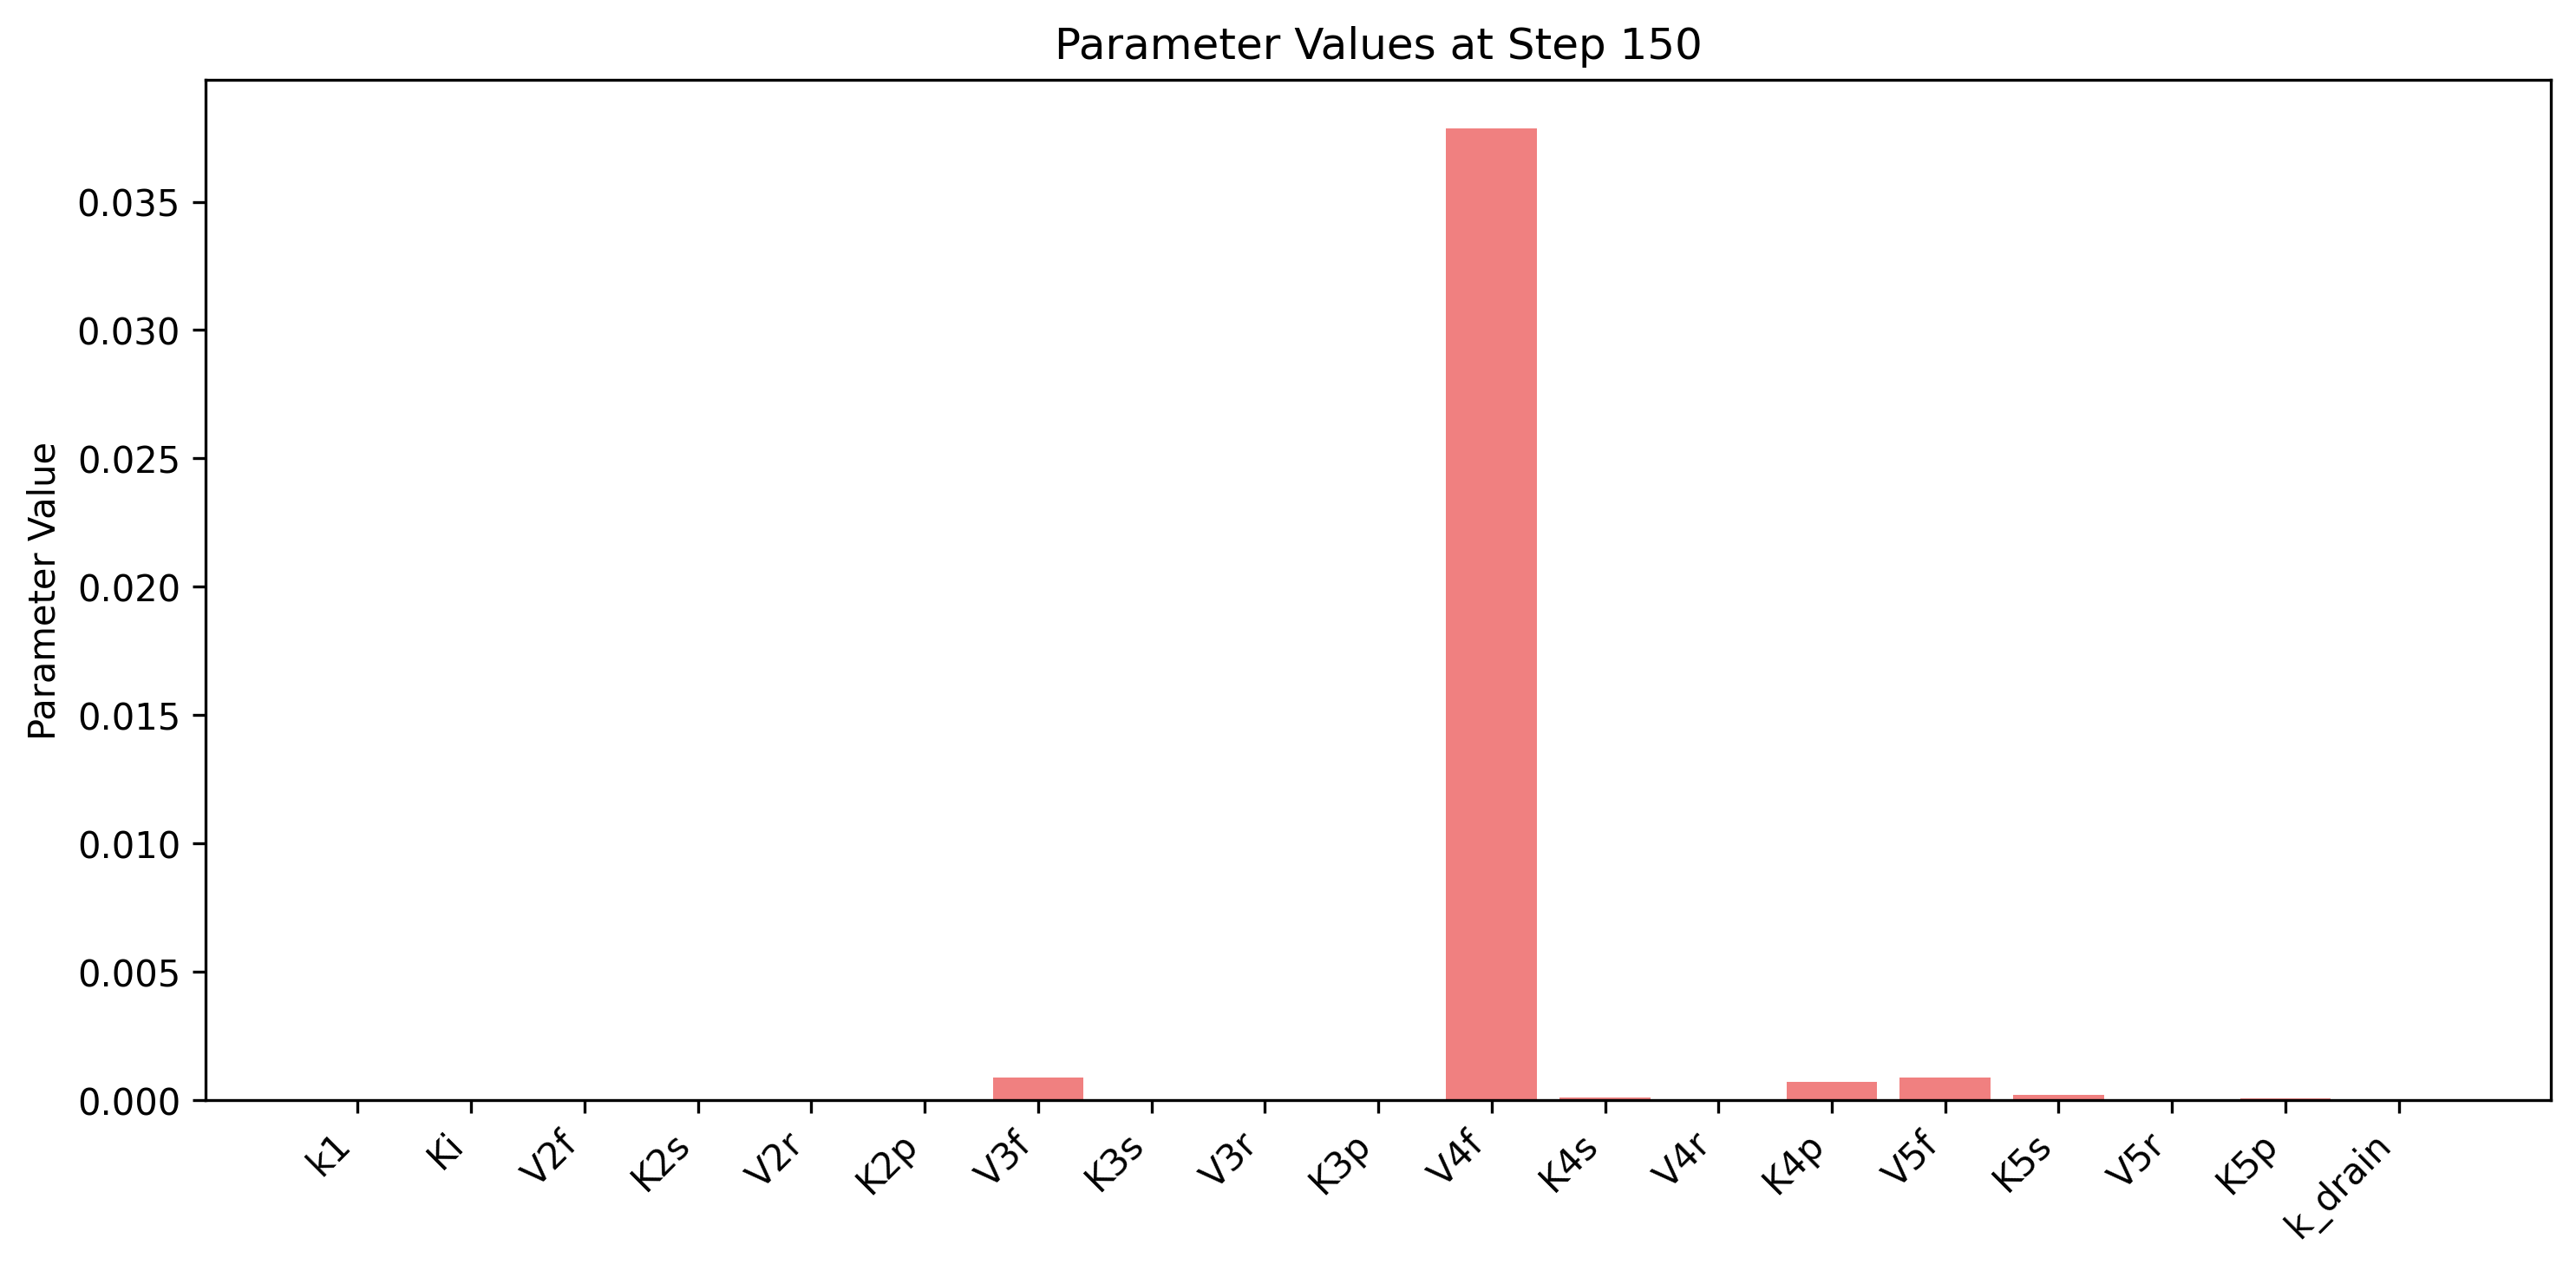 Parameter Values at Step 150
Parameter Value
0.035
0.030
0.025
0.020
0.015
0.010
0.005
0.000
k1
Ki
V2f
K2s
V2r
K2p
V3f
K3s
V3r
K3p
V4f
K4s
V4r
K4p
V5f
K5s
V5r
K5p
k_drain